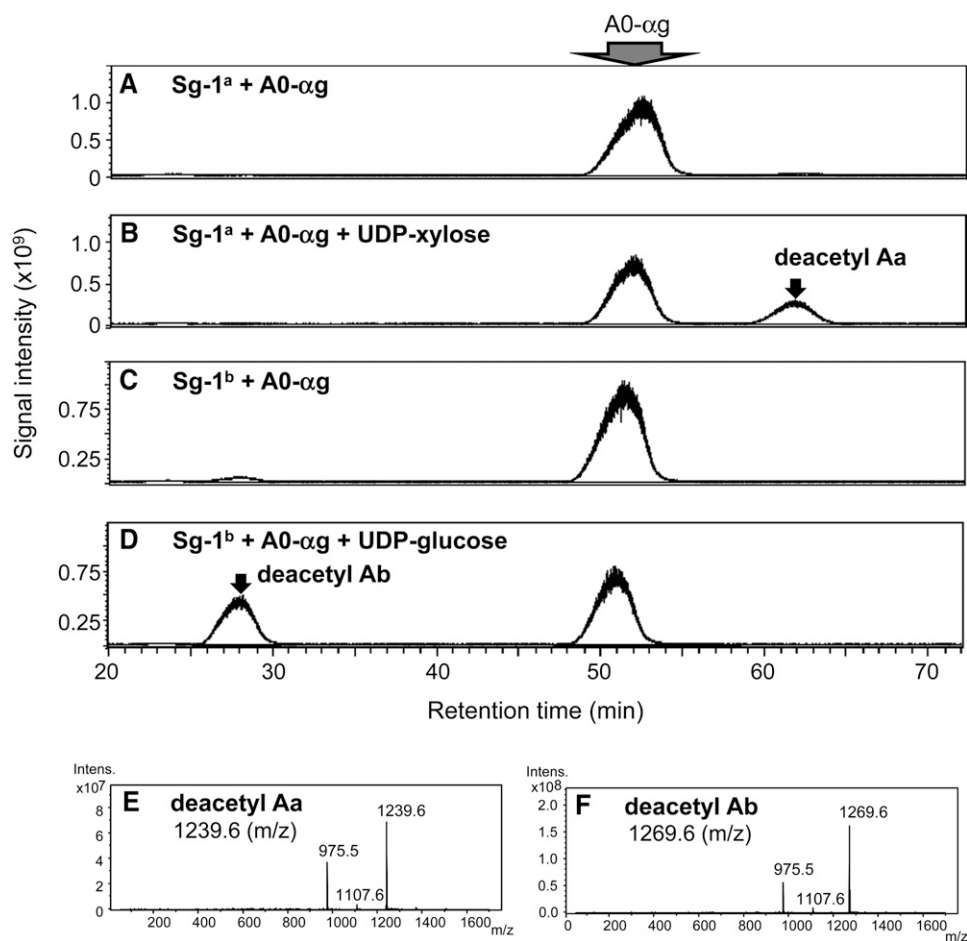 A0-αg
A Sg-1ᵃ + A0-αg
1.0
0.5
0
B Sg-1ᵃ + A0-αg + UDP-xylose
deacetyl Aa
1.0
0.5
0
Signal intensity (x10⁹)
C Sg-1ᵇ + A0-αg
0.75
0.25
D Sg-1ᵇ + A0-αg + UDP-glucose
deacetyl Ab
0.75
0.25
20 30 40 50 60 70
Retention time (min)
Intens.
x10⁷
E deacetyl Aa
1239.6 (m/z)
1239.6
975.5
1107.6
8
6
4
2
0
200 400 600 800 1000 1200 1400 1600 m/z
Intens.
x10⁸
F deacetyl Ab
1269.6 (m/z)
1269.6
975.5
1107.6
2.0
1.5
1.0
0.5
0.0
0 200 400 600 800 1000 1200 1400 1600 m/z